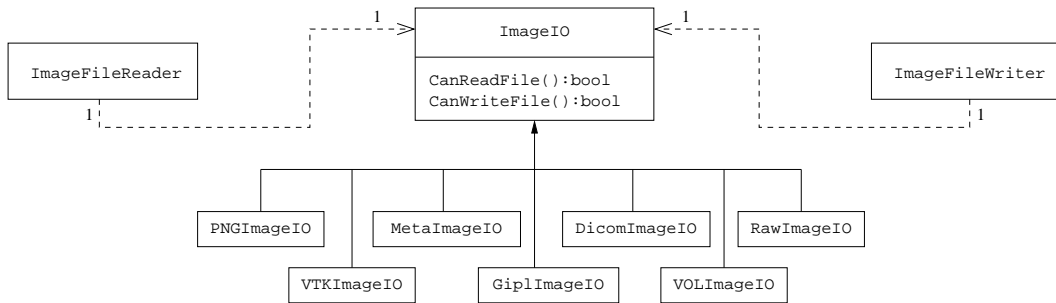 1
ImageIO
1
ImageFileReader
ImageFileWriter
CanReadFile():bool
CanWriteFile():bool
1
1
PNGImageIO
MetaImageIO
DicomImageIO
RawImageIO
VTKImageIO
GiplImageIO
VOLImageIO